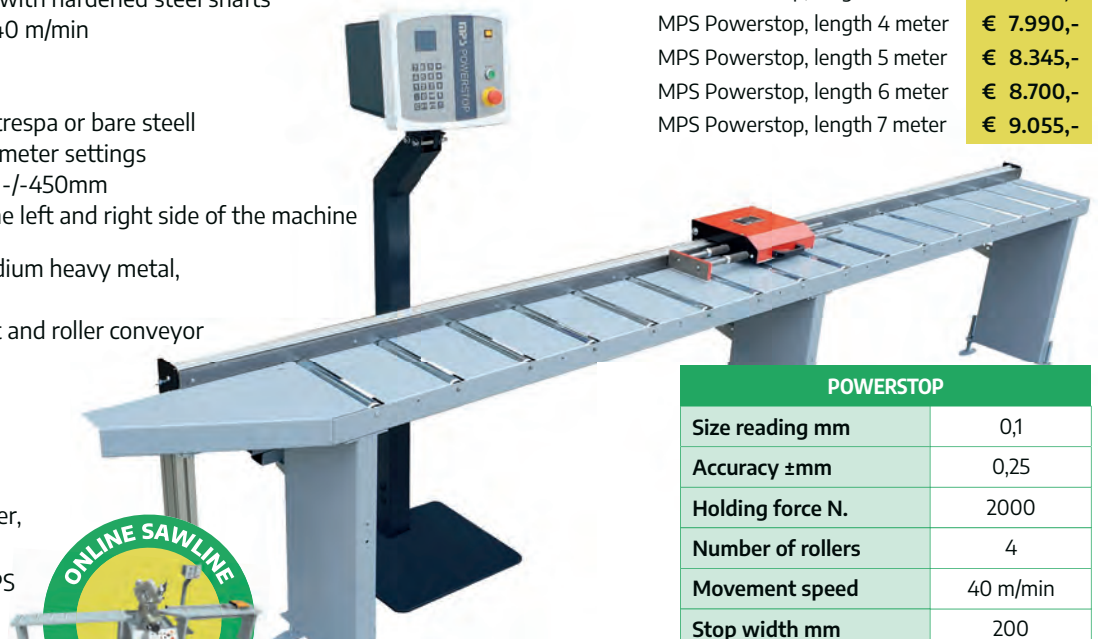 with hardened steel shafts
40 m/min
trespa or bare steell
meter settings
-/-450mm
ne left and right side of the machine
dium heavy metal,
t and roller conveyor
er,
PS
MPS Powerstop, length 4 meter € 7.990,-
MPS Powerstop, length 5 meter € 8.345,-
MPS Powerstop, length 6 meter € 8.700,-
MPS Powerstop, length 7 meter € 9.055,-
MPS POWERSTOP
POWERSTOP
Size reading mm 0,1
Accuracy ±mm 0,25
Holding force N. 2000
Number of rollers 4
Movement speed 40 m/min
Stop width mm 200
ONLINE SAWLINE